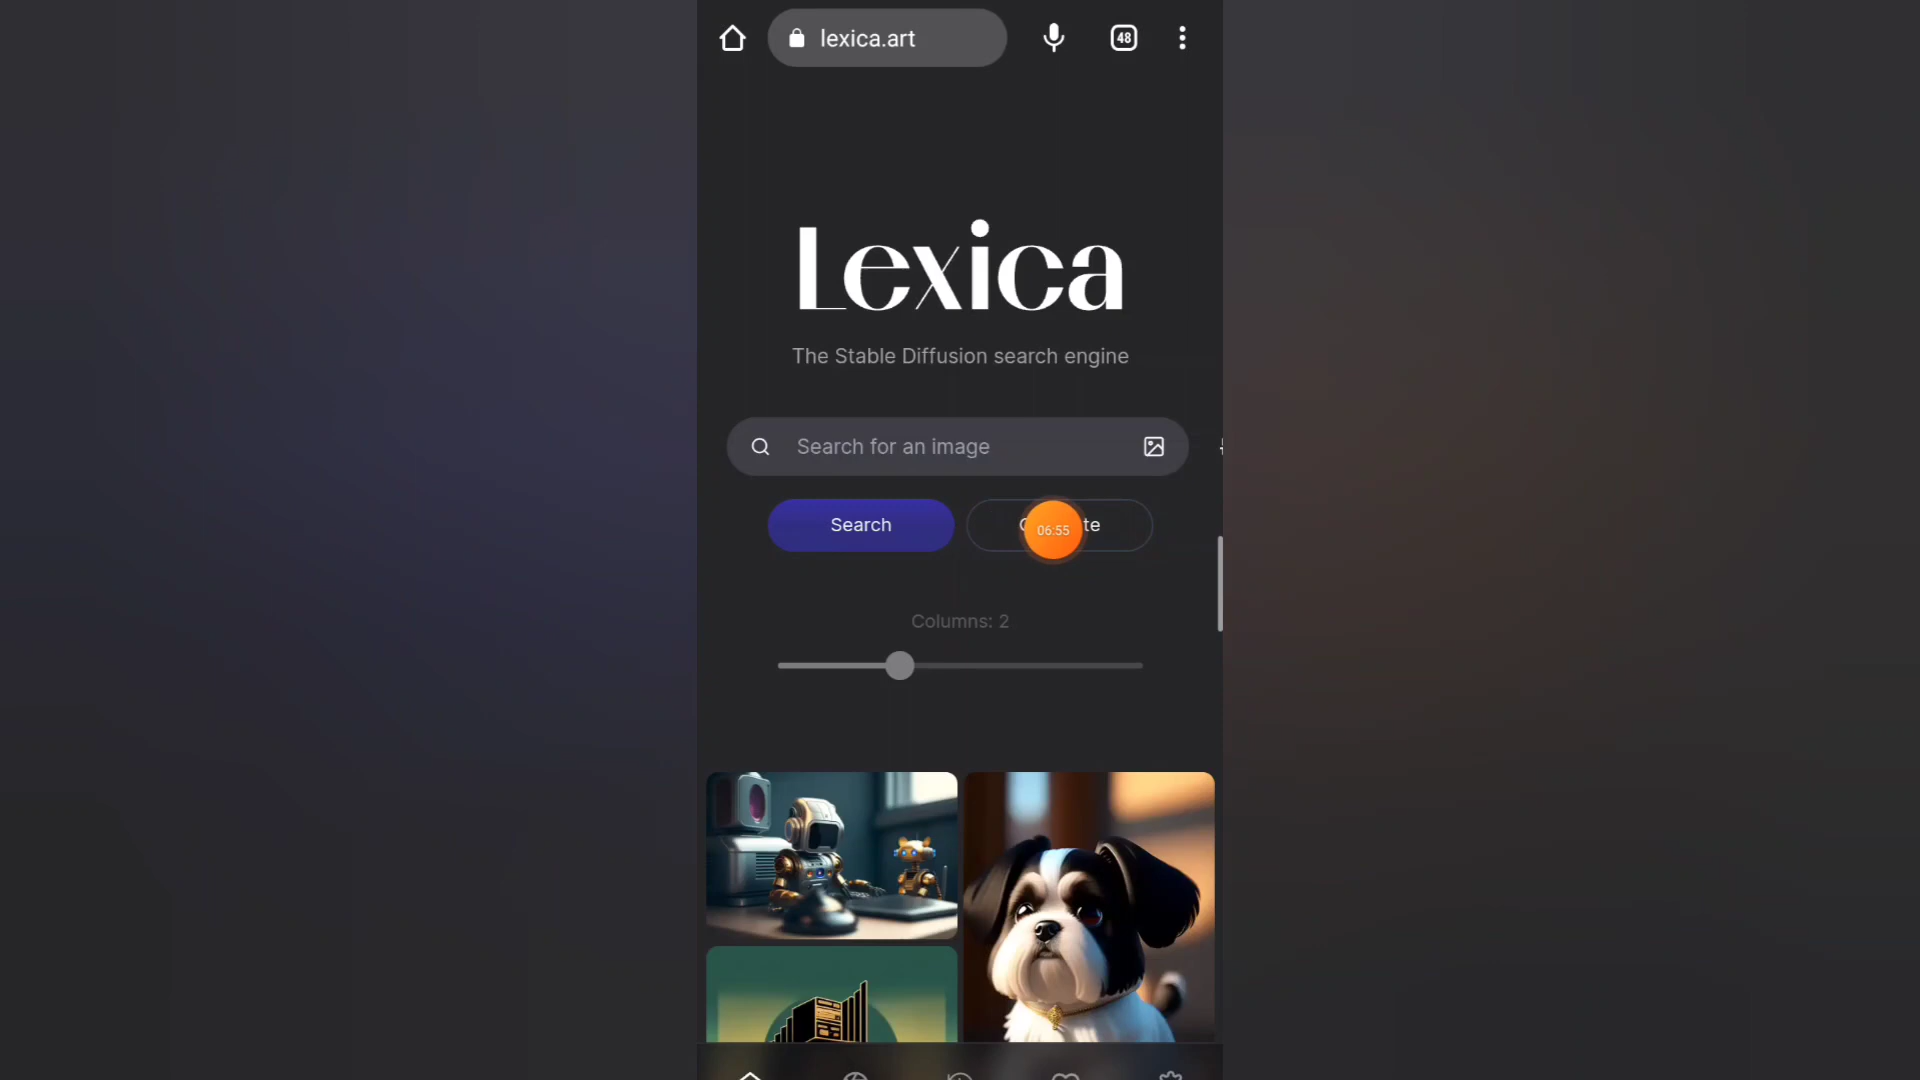 lexica.art
48
Lexica
The Stable Diffusion search engine
Search for an image
Search
06:55
Columns: 2